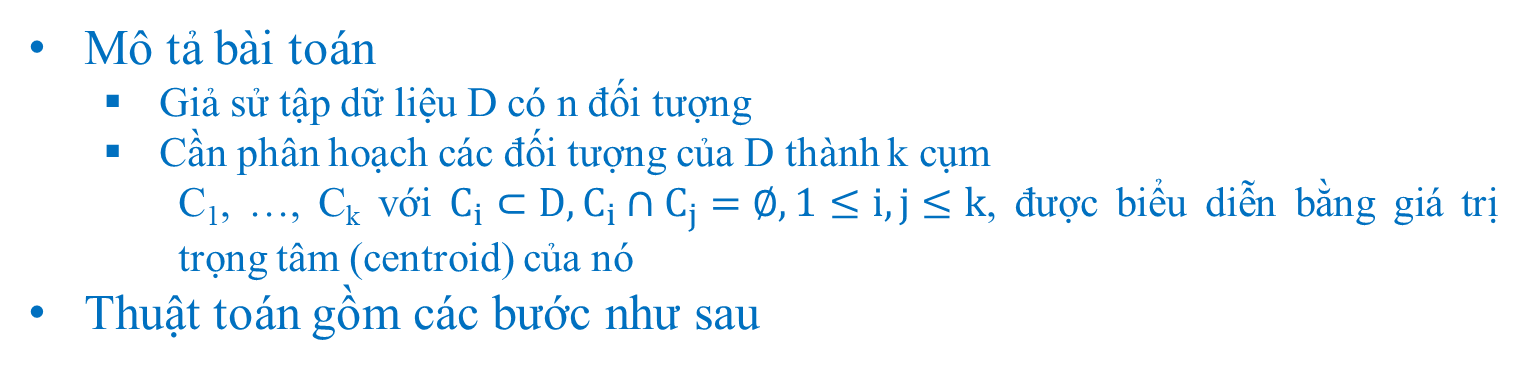 • Mô tả bài toán
▪ Giả sử tập dữ liệu D có n đối tượng
▪ Cần phân hoạch các đối tượng của D thành k cụm
C₁, …, Cₖ với Cᵢ ⊂ D, Cᵢ ∩ Cⱼ = ∅, 1 ≤ i, j ≤ k, được biểu diễn bằng giá trị
trọng tâm (centroid) của nó
• Thuật toán gồm các bước như sau